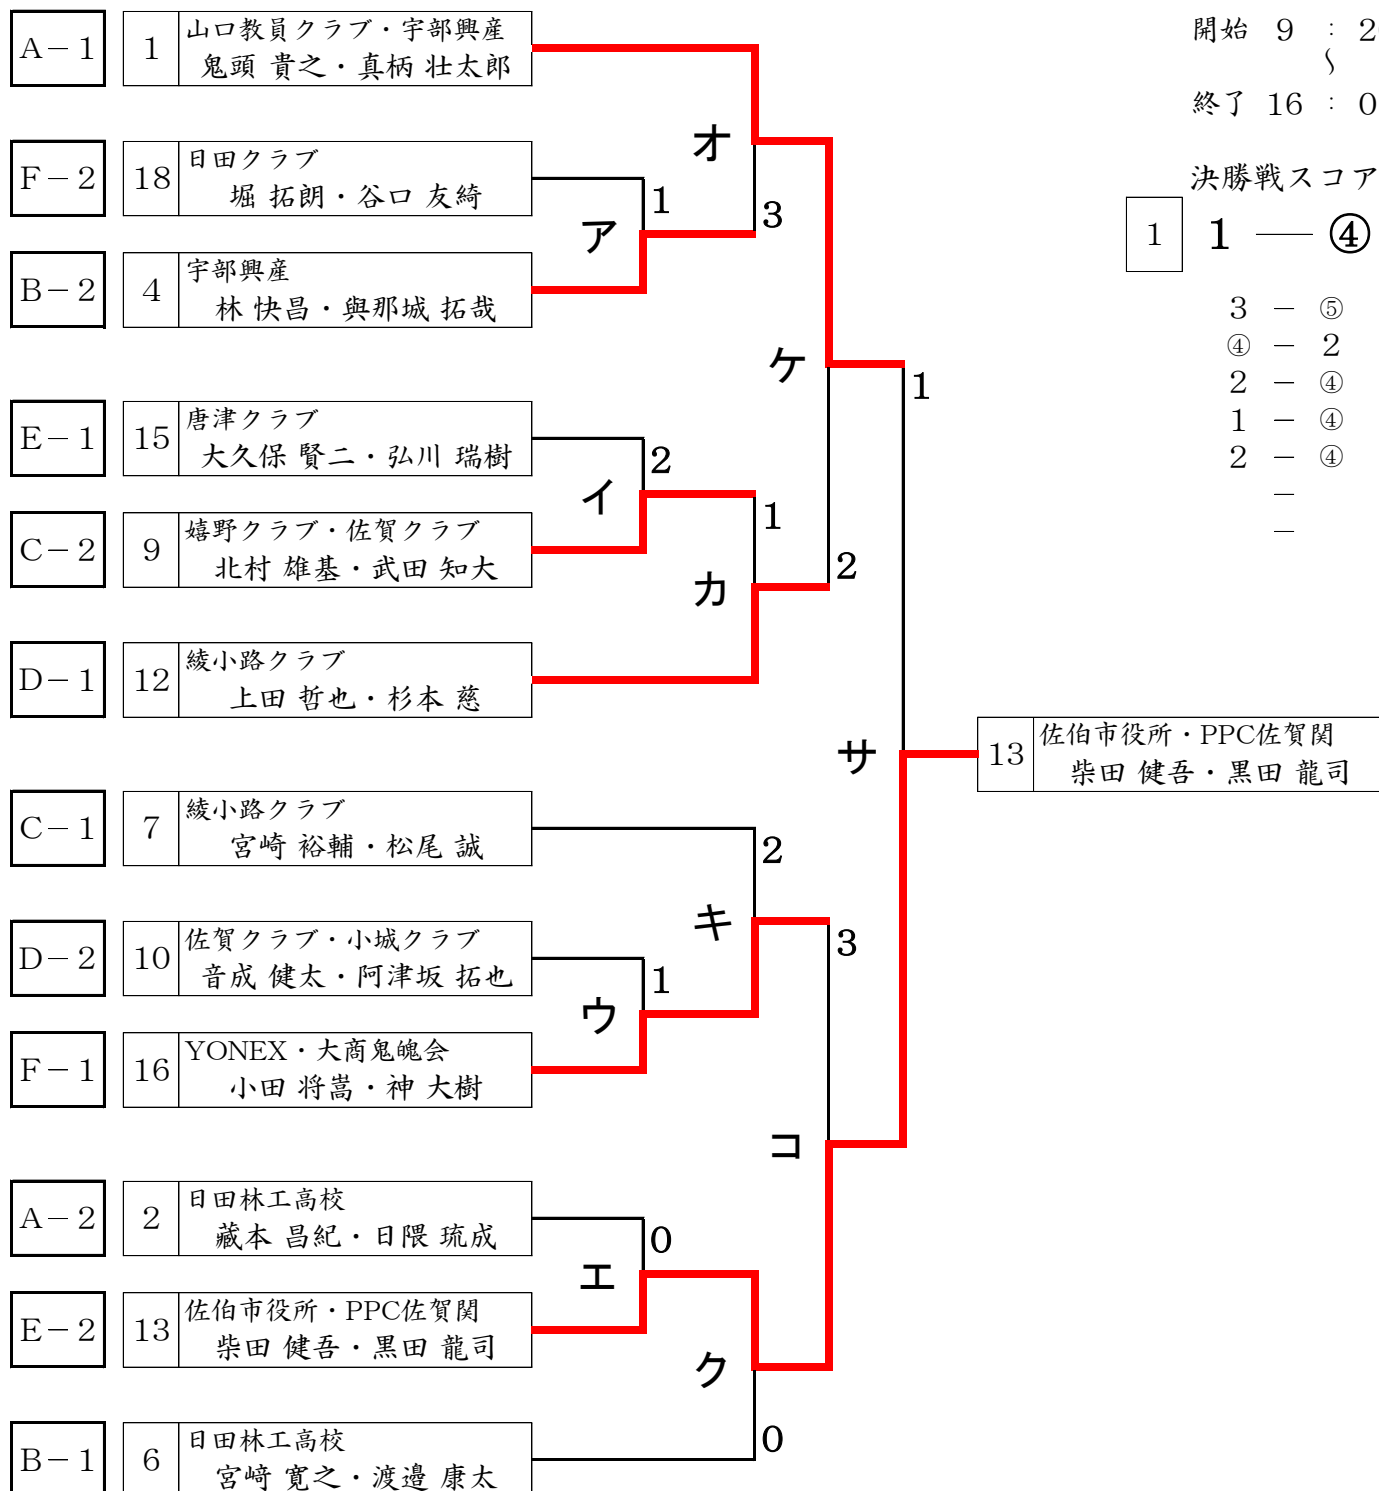 A－1 1 山口教員クラブ・宇部興産
鬼頭 貴之・真柄 壮太郎
開始 9 : 2
～
終了 16 : 0
オ
F－2 18 日田クラブ
堀 拓朗・谷口 友綺
決勝戦スコア
1 3
ア
1 1 ― ④
B－2 4 宇部興産
林 快昌・與那城 拓哉
3 － ⑤
④ － 2
2 － ④
1 － ④
2 － ④
－
－
ケ
1
E－1 15 唐津クラブ
大久保 賢二・弘川 瑞樹
2
イ
1
C－2 9 嬉野クラブ・佐賀クラブ
北村 雄基・武田 知大
2
カ
D－1 12 綾小路クラブ
上田 哲也・杉本 慈
サ
13 佐伯市役所・PPC佐賀関
柴田 健吾・黒田 龍司
C－1 7 綾小路クラブ
宮崎 裕輔・松尾 誠
2
キ
3
D－2 10 佐賀クラブ・小城クラブ
音成 健太・阿津坂 拓也
1
ウ
F－1 16 YONEX・大商鬼魄会
小田 将嵩・神 大樹
コ
A－2 2 日田林工高校
藏本 昌紀・日隈 琉成
0
エ
E－2 13 佐伯市役所・PPC佐賀関
柴田 健吾・黒田 龍司
ク
0
B－1 6 日田林工高校
宮﨑 寛之・渡邉 康太